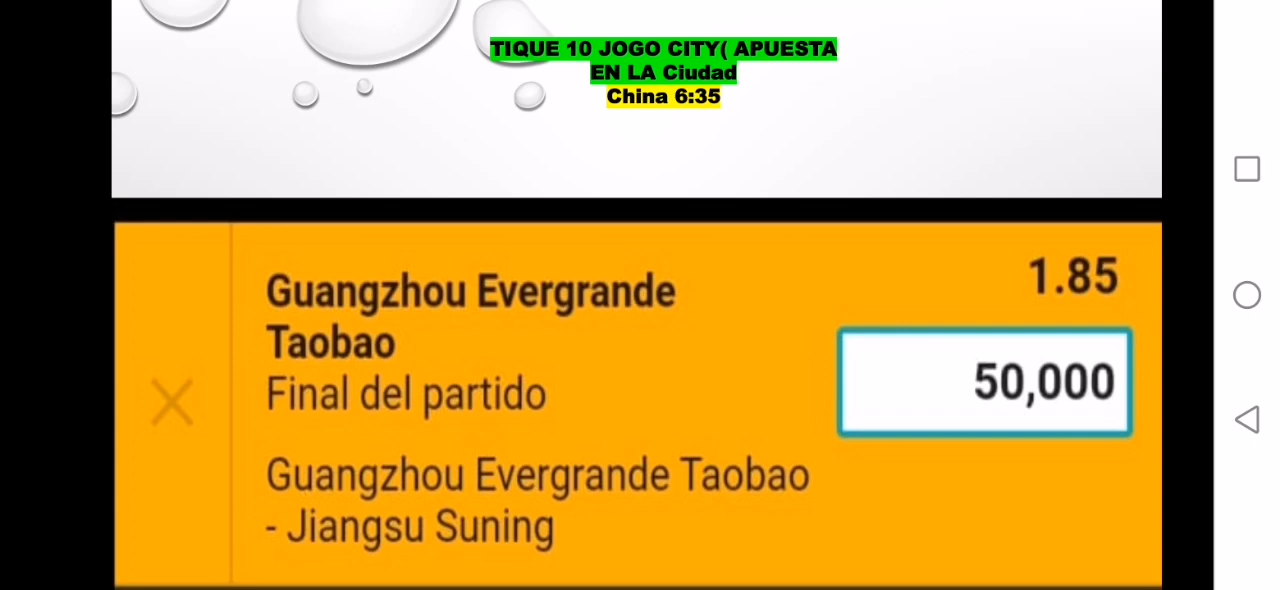 TIQUE 10 JOGO CITY( APUESTA
EN LA Ciudad
China 6:35
Guangzhou Evergrande
Taobao
1.85
Final del partido
50,000
Guangzhou Evergrande Taobao
- Jiangsu Suning